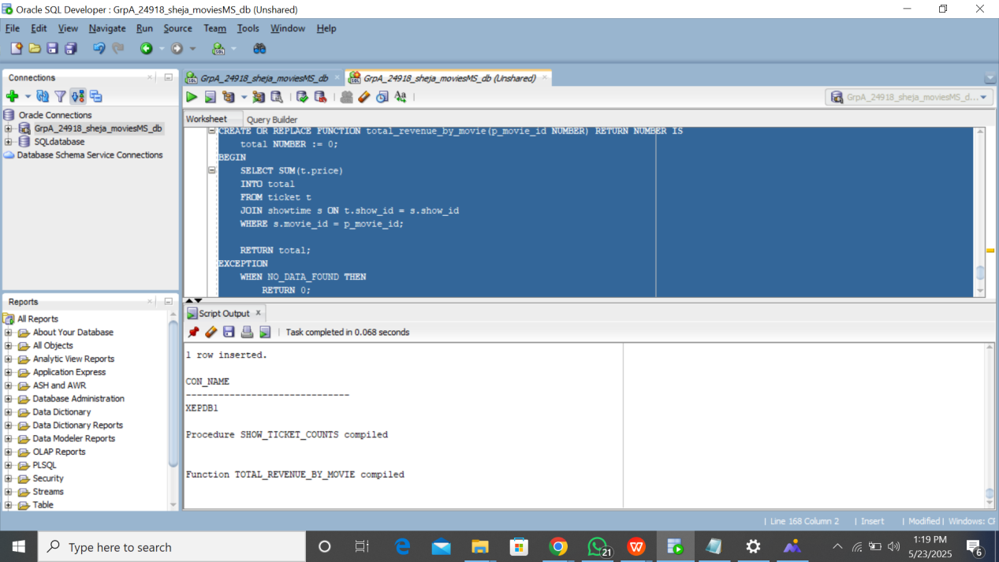 Oracle SQL Developer : GrpA_24918_sheja_moviesMS_db (Unshared)
File Edit View Navigate Run Source Team Tools Window Help
Connections
Oracle Connections
GrpA_24918_sheja_moviesMS_db
SQLdatabase
Database Schema Service Connections
Reports
All Reports
About Your Database
All Objects
Analytic View Reports
Application Express
ASH and AWR
Database Administration
Data Dictionary
Data Dictionary Reports
Data Modeler Reports
OLAP Reports
PLSQL
Security
Streams
Table
GrpA_24918_sheja_moviesMS_db
GrpA_24918_sheja_moviesMS_db (Unshared)
GrpA_24918_sheja_moviesMS_d...
Worksheet Query Builder
CREATE OR REPLACE FUNCTION total_revenue_by_movie(p_movie_id NUMBER) RETURN NUMBER IS
total NUMBER := 0;
BEGIN
SELECT SUM(t.price)
INTO total
FROM ticket t
JOIN showtime s ON t.show_id = s.show_id
WHERE s.movie_id = p_movie_id;
RETURN total;
EXCEPTION
WHEN NO_DATA_FOUND THEN
RETURN 0;
Script Output x
Task completed in 0.068 seconds
1 row inserted.
CON_NAME
------------------------------
XEPDB1
Procedure SHOW_TICKET_COUNTS compiled
Function TOTAL_REVENUE_BY_MOVIE compiled
| Line 168 Column 2 | Insert | Modified | Windows: C
Type here to search
21
1:19 PM
5/23/2025
6